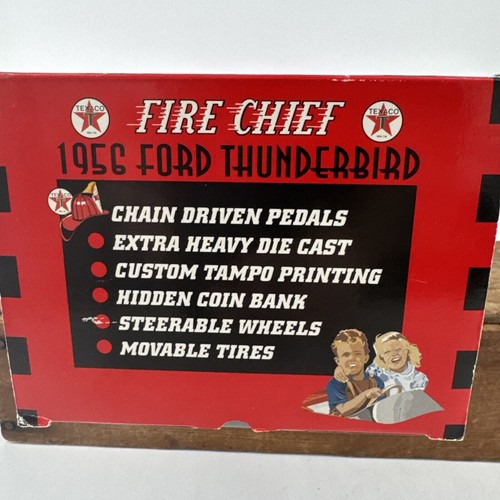 TEXACO
T
FIRE CHIEF
TEXACO
T
1956 FORD THUNDERBIRD
TEXACO
CHAIN DRIVEN PEDALS
EXTRA HEAVY DIE CAST
CUSTOM TAMPO PRINTING
HIDDEN COIN BANK
STEERABLE WHEELS
MOVABLE TIRES